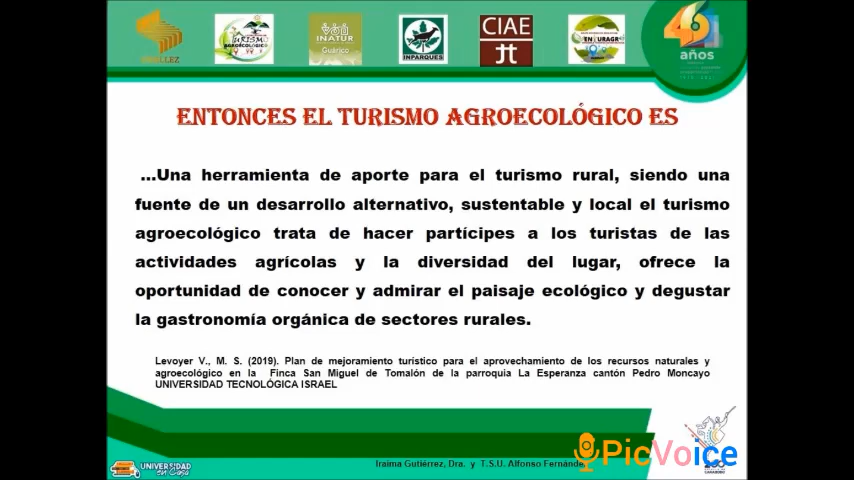 TURISMO
AGROECOLÓGICO
INATUR
Guárico
INPARQUES
CIAE
46
años
ENTONCES EL TURISMO AGROECOLÓGICO ES
...Una herramienta de aporte para el turismo rural, siendo una
fuente de un desarrollo alternativo, sustentable y local el turismo
agroecológico trata de hacer partícipes a los turistas de las
actividades agrícolas y la diversidad del lugar, ofrece la
oportunidad de conocer y admirar el paisaje ecológico y degustar
la gastronomía orgánica de sectores rurales.
Levoyer V., M. S. (2019). Plan de mejoramiento turístico para el aprovechamiento de los recursos naturales y
agroecológico en la Finca San Miguel de Tomalón de la parroquia La Esperanza cantón Pedro Moncayo
UNIVERSIDAD TECNOLÓGICA ISRAEL
UNIVERSIDAD
en Casa
Iraima Gutiérrez, Dra. y T.S.U. Alfonso Fernánde
PicVoice